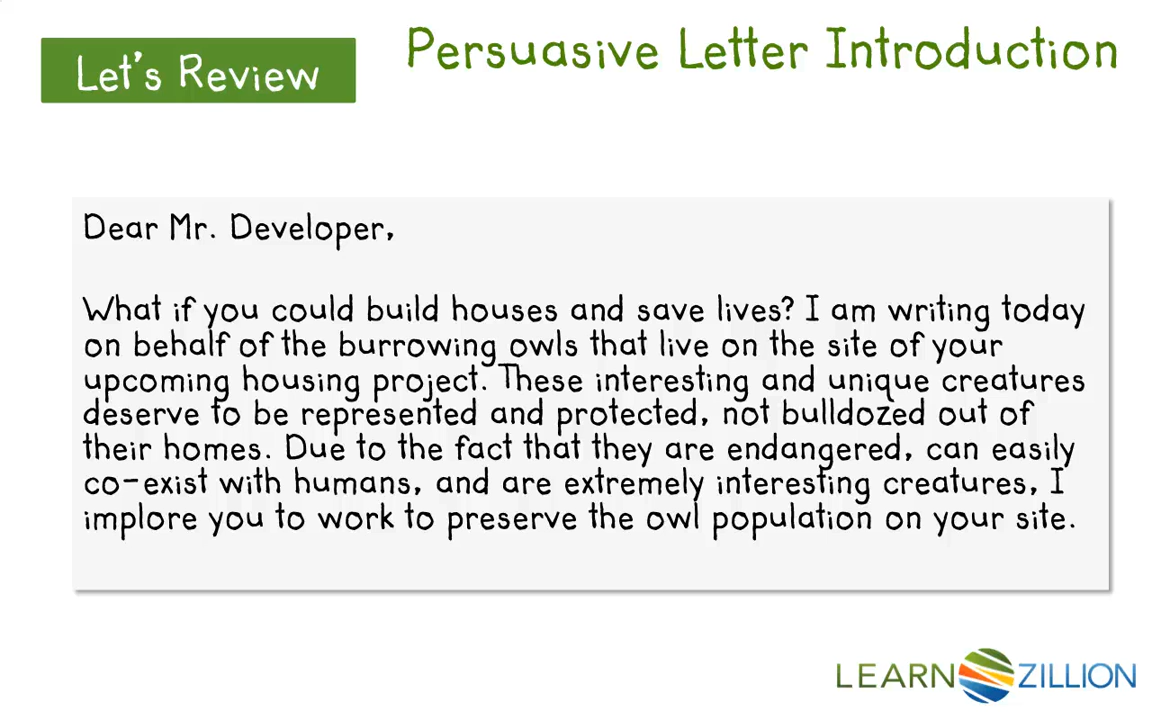 Let's Review
Persuasive Letter Introduction
Dear Mr. Developer,
What if you could build houses and save lives? I am writing today
on behalf of the burrowing owls that live on the site of your
upcoming housing project. These interesting and unique creatures
deserve to be represented and protected, not bulldozed out of
their homes. Due to the fact that they are endangered, can easily
co-exist with humans, and are extremely interesting creatures, I
implore you to work to preserve the owl population on your site.
LEARN ZILLION